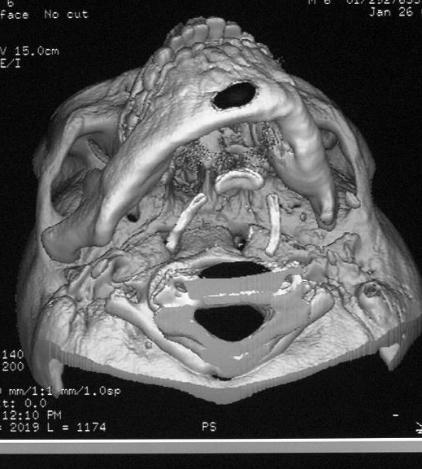 6
face No cut
Jan 26
V 15.0cm
E/I
140
200
mm/1:1 mm/1.0sp
t: 0.0
12:10 PM
= 2019 L = 1174
PS